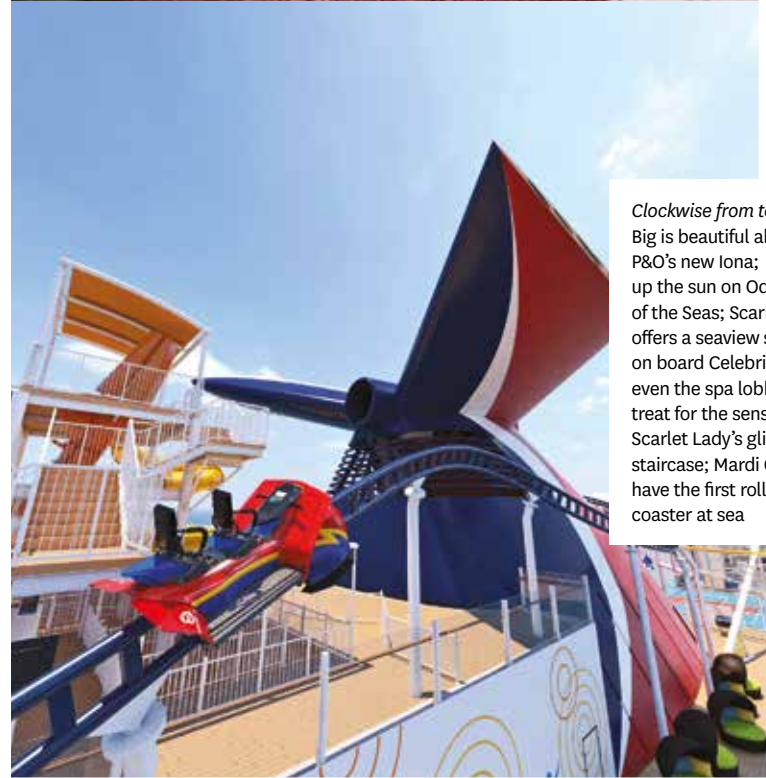 Clockwise from
Big is beautiful
P&O's new Iona;
up the sun on
of the Seas;
offers a seaview
on board
even the spa
treat for the
Scarlet Lady's
staircase; Mardi
have the first
coaster at sea